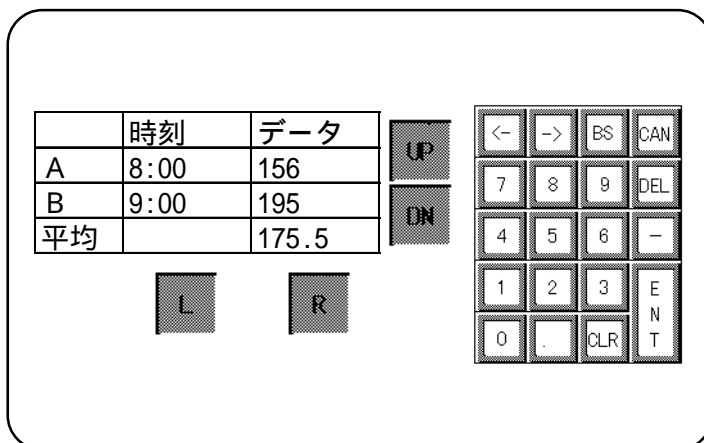 時刻 データ
A 8:00 156
B 9:00 195
平均 175.5
UP
DN
L R
<- -> BS CAN
7 8 9 DEL
4 5 6 -
1 2 3 ENT
0 . CLR